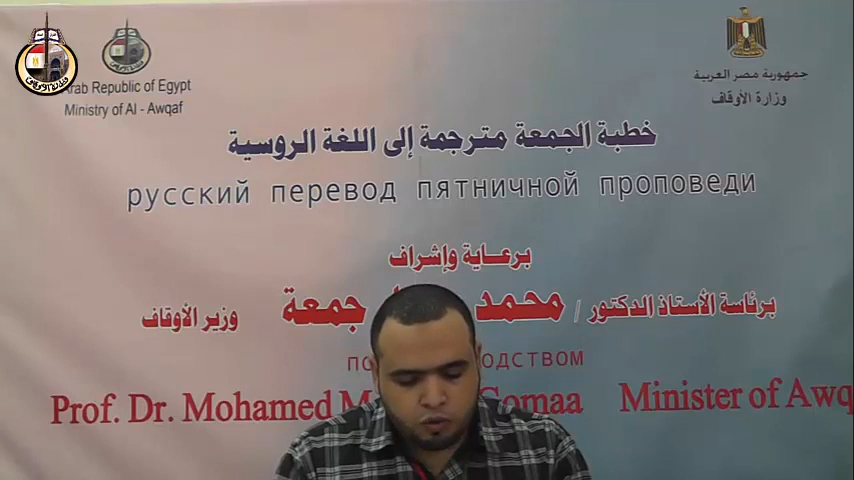 Arab Republic of Egypt
Ministry of Al - Awqaf
جمهورية مصر العربية
وزارة الأوقاف
خطبة الجمعة مترجمة إلى اللغة الروسية
русский перевод пятничной проповеди
برعاية وإشراف
برئاسة الأستاذ الدكتور / محمد جمعة وزير الأوقاف
Prof. Dr. Mohamed Gomaa Minister of Awq